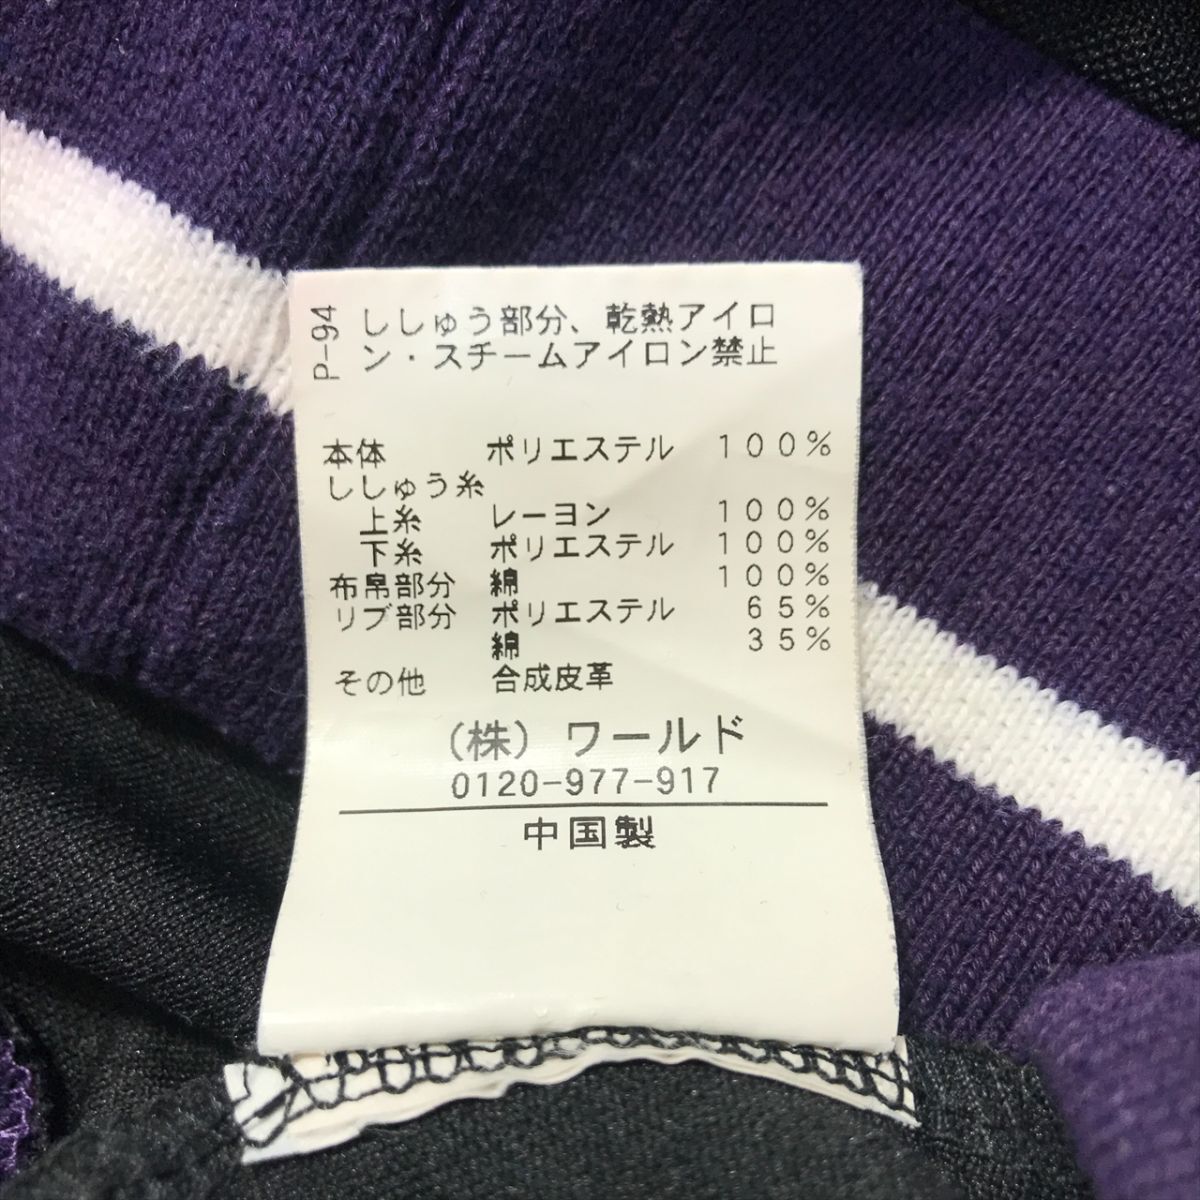 P-94
ししゅう部分、乾熱アイロ
ン・スチームアイロン禁止
本体 ポリエステル 100%
ししゅう糸
上糸 レーヨン 100%
下糸 ポリエステル 100%
布帛部分 綿 100%
リブ部分 ポリエステル 65%
綿 35%
その他 合成皮革
(株) ワールド
0120-977-917
中国製